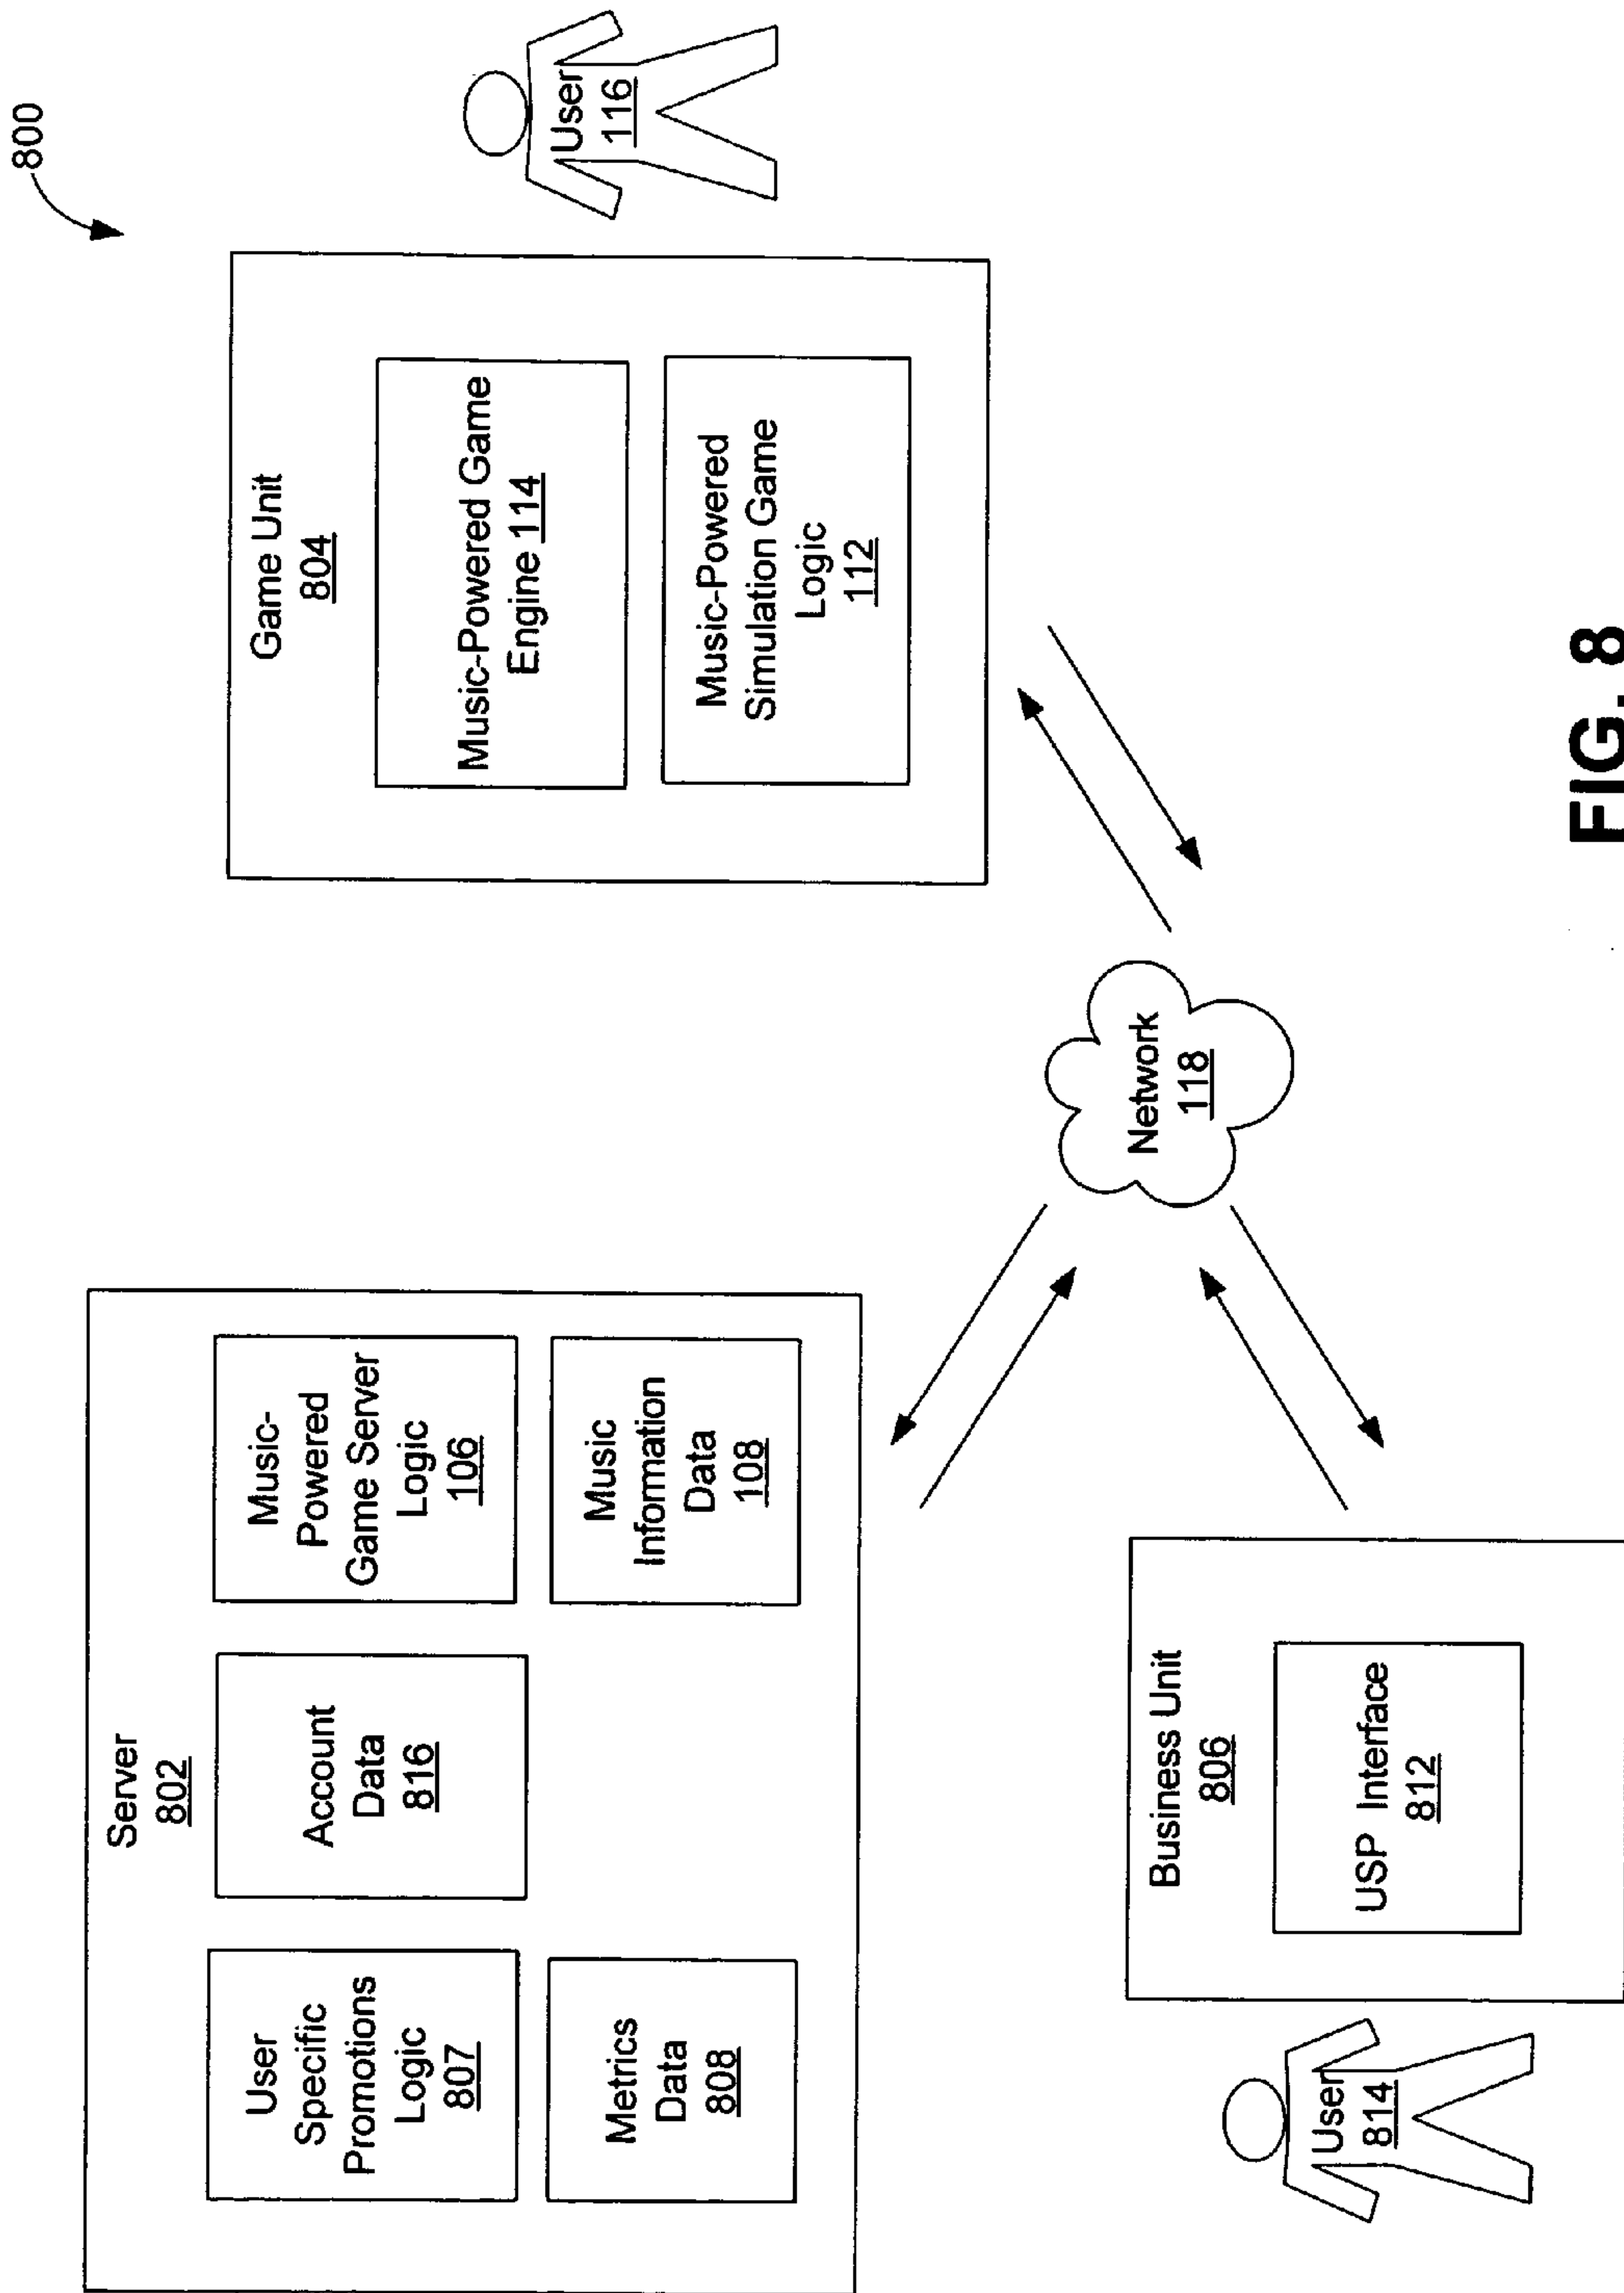 800
Server
802
User
Specific
Promotions
Logic
807
Account
Data
816
Music-
Powered
Game Server
Logic
106
Metrics
Data
808
Music
Information
Data
108
Game Unit
804
Music-Powered Game
Engine 114
Music-Powered
Simulation Game
Logic
112
User
116
Network
118
Business Unit
806
USP Interface
812
User
814
FIG. 8